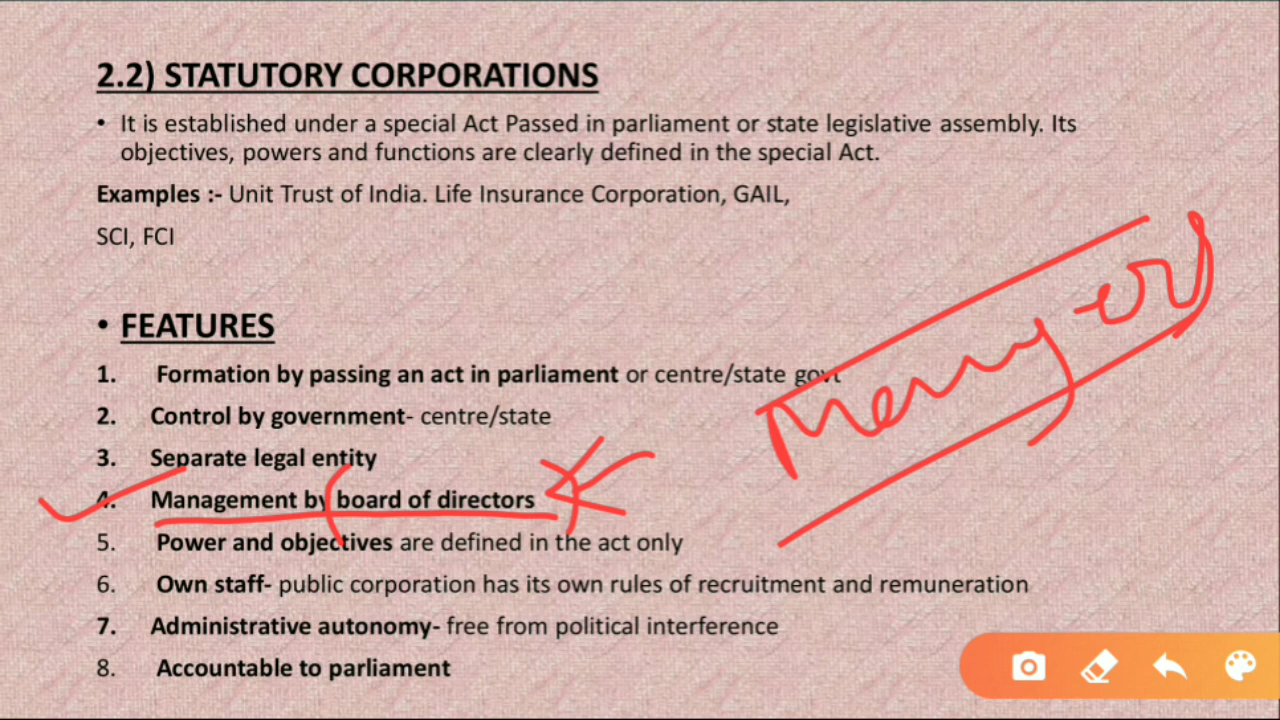 2.2) STATUTORY CORPORATIONS
• It is established under a special Act Passed in parliament or state legislative assembly. Its
objectives, powers and functions are clearly defined in the special Act.
Examples :- Unit Trust of India. Life Insurance Corporation, GAIL,
SCI, FCI
• FEATURES
1. Formation by passing an act in parliament or centre/state govt
2. Control by government- centre/state
3. Separate legal entity
4. Management by board of directors
5. Power and objectives are defined in the act only
6. Own staff- public corporation has its own rules of recruitment and remuneration
7. Administrative autonomy- free from political interference
8. Accountable to parliament